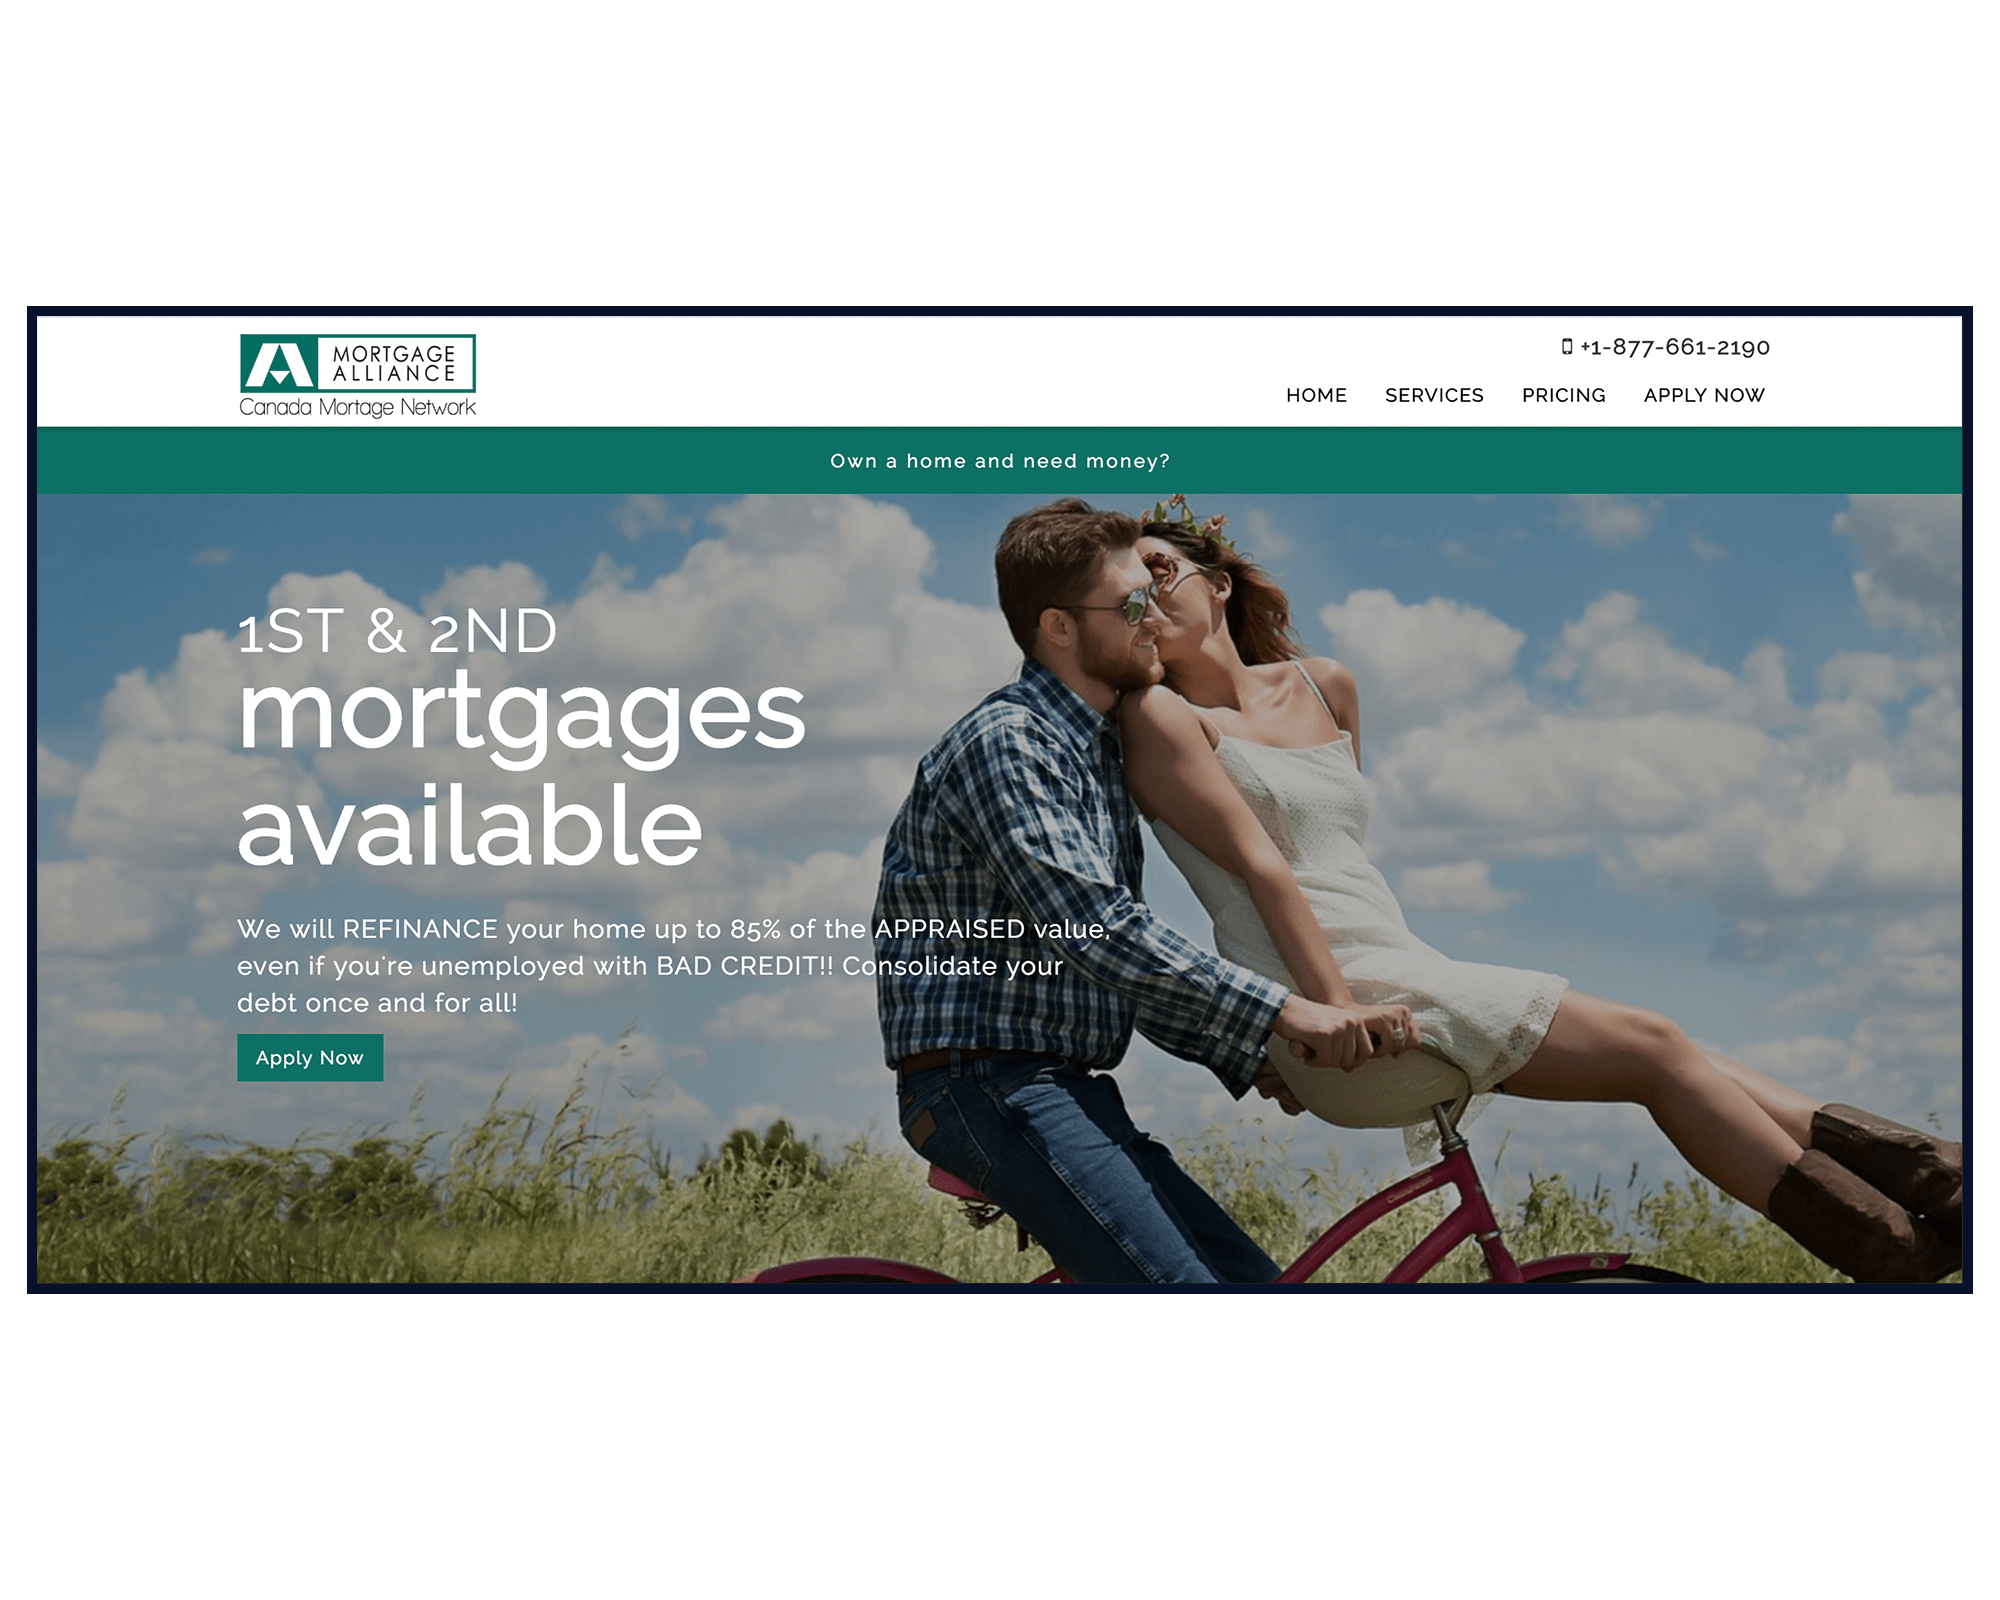 MORTGAGE
ALLIANCE
Canada Mortage Network
+1-877-661-2190
HOME SERVICES PRICING APPLY NOW
Own a home and need money?
1ST & 2ND
mortgages
available
We will REFINANCE your home up to 85% of the APPRAISED value,
even if you're unemployed with BAD CREDIT!! Consolidate your
debt once and for all!
Apply Now